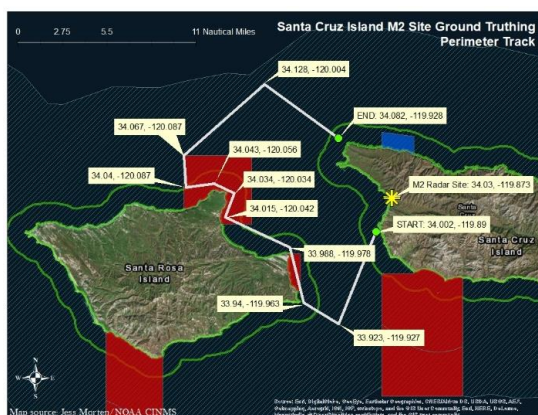 Santa Cruz Island M2 Site Ground Truthing
Perimeter Track
0 2.75 5.5 11 Nautical Miles
34.128, -120.004
END: 34.082, -119.928
34.067, -120.087
34.043, -120.056
34.04, -120.087
34.034, -120.034
M2 Radar Site: 34.03, -119.873
34.015, -120.042
START: 34.002, -119.89
Santa Cruz
Island
33.988, -119.978
Santa Rosa
Island
33.94, -119.963
33.923, -119.927
N
W E
S
Map source: Jess Morten/NOAA CINMS